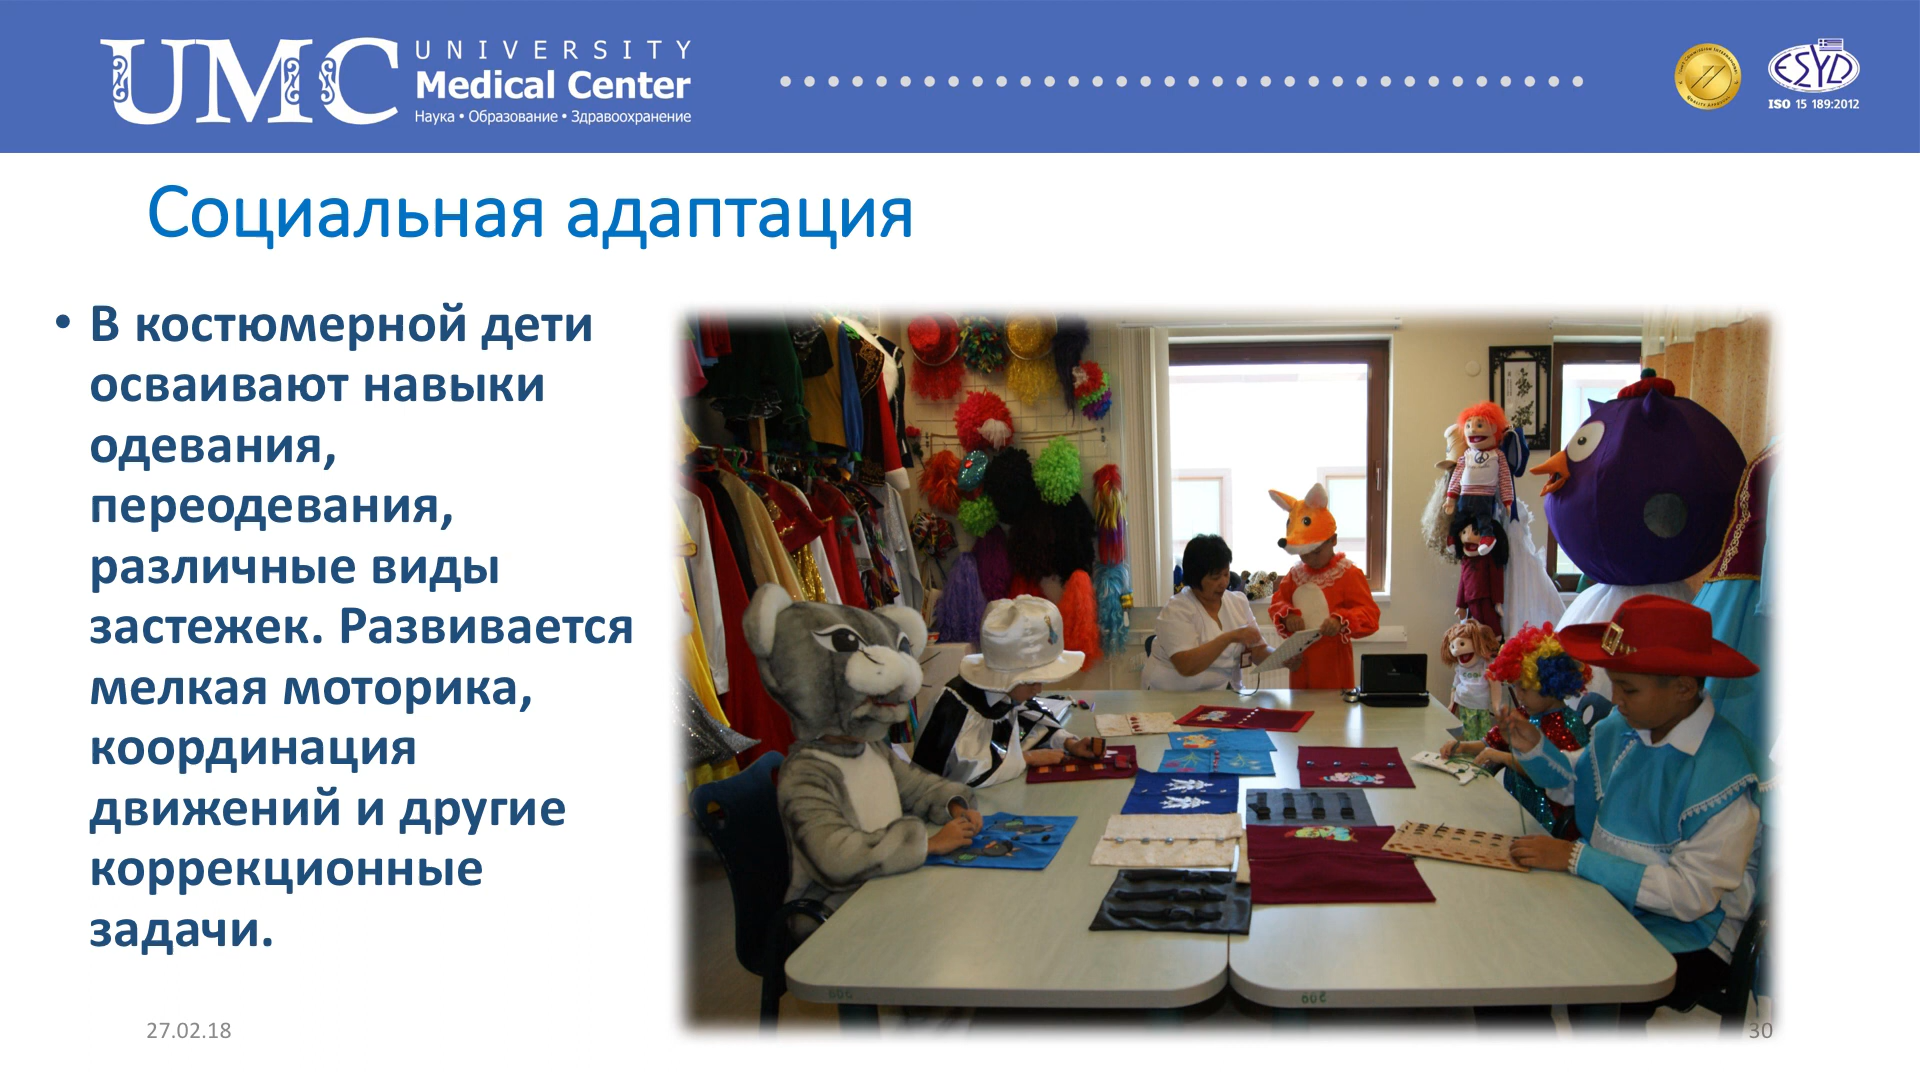 UMC
UNIVERSITY
Medical Center
Наука • Образование • Здравоохранение
ESYD
ISO 15 189:2012
Социальная адаптация
• В костюмерной дети
осваивают навыки
одевания,
переодевания,
различные виды
застежек. Развивается
мелкая моторика,
координация
движений и другие
коррекционные
задачи.
27.02.18
30